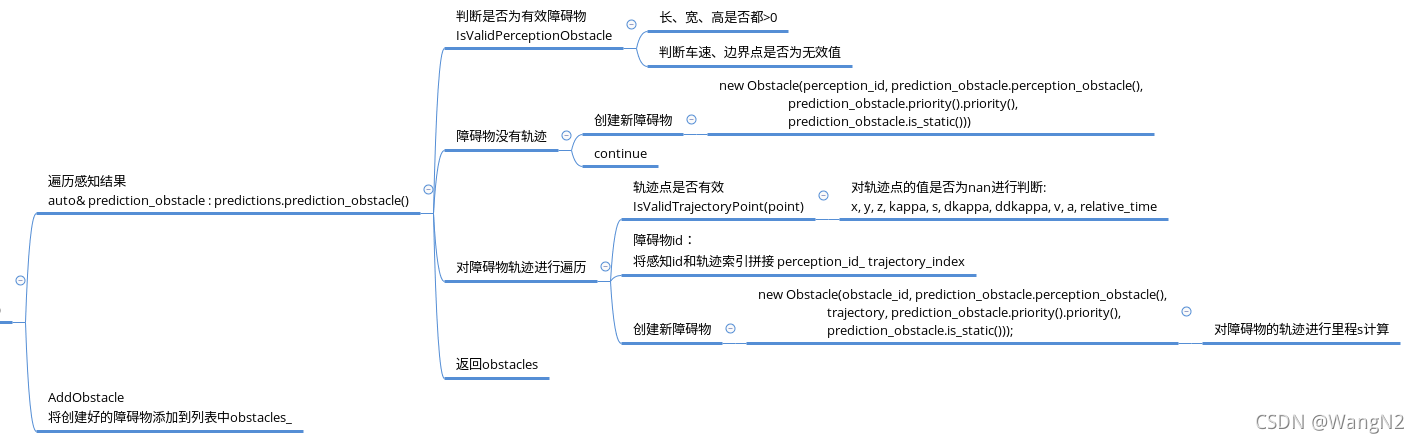 判断是否为有效障碍物
IsValidPerceptionObstacle
长、宽、高是否都>0
判断车速、边界点是否为无效值
障碍物没有轨迹
创建新障碍物
new Obstacle(perception_id, prediction_obstacle.perception_obstacle(),
prediction_obstacle.priority().priority(),
prediction_obstacle.is_static()))
continue
遍历感知结果
auto& prediction_obstacle : predictions.prediction_obstacle()
对障碍物轨迹进行遍历
轨迹点是否有效
IsValidTrajectoryPoint(point)
对轨迹点的值是否为nan进行判断:
x, y, z, kappa, s, dkappa, ddkappa, v, a, relative_time
障碍物id：
将感知id和轨迹索引拼接 perception_id_ trajectory_index
创建新障碍物
new Obstacle(obstacle_id, prediction_obstacle.perception_obstacle(),
trajectory, prediction_obstacle.priority().priority(),
prediction_obstacle.is_static()));
对障碍物的轨迹进行里程s计算
返回obstacles
AddObstacle
将创建好的障碍物添加到列表中obstacles_
CSDN @WangN2